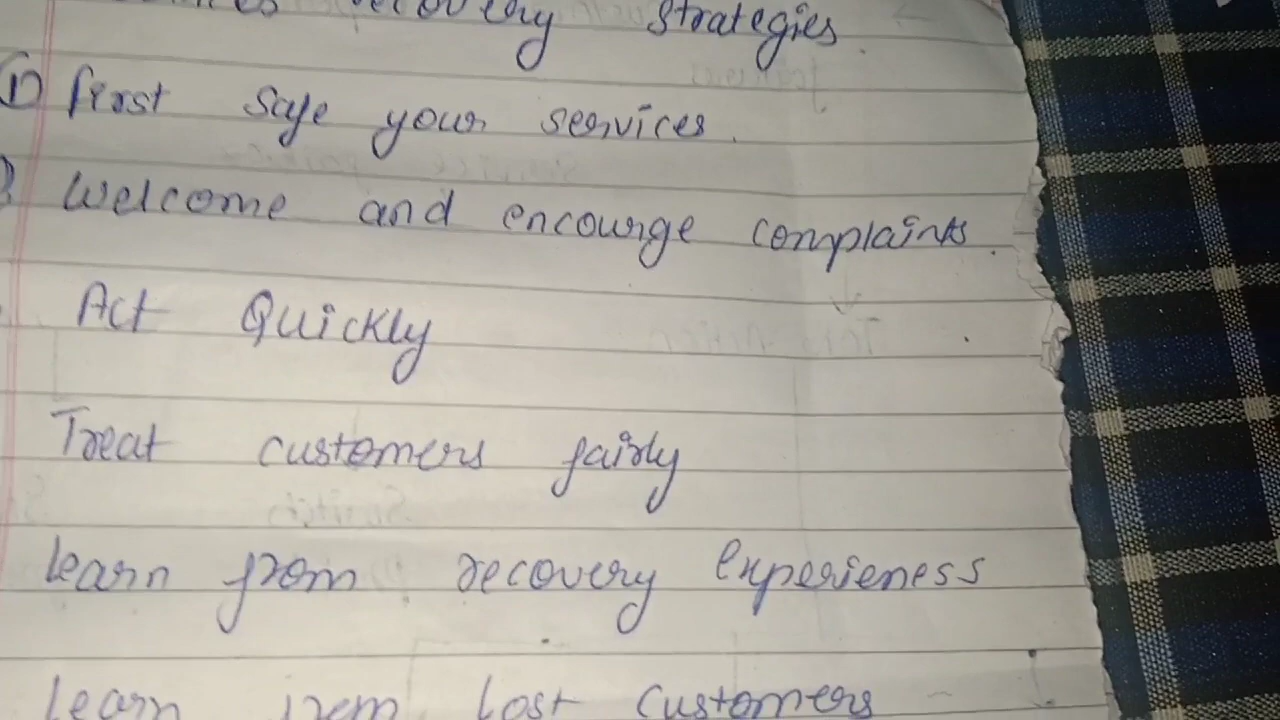 recovery strategies
① first safe your services.
welcome and encourge complaints.
Act Quickly
Treat customers fairly
learn from recovery experieness
learn from lost customers